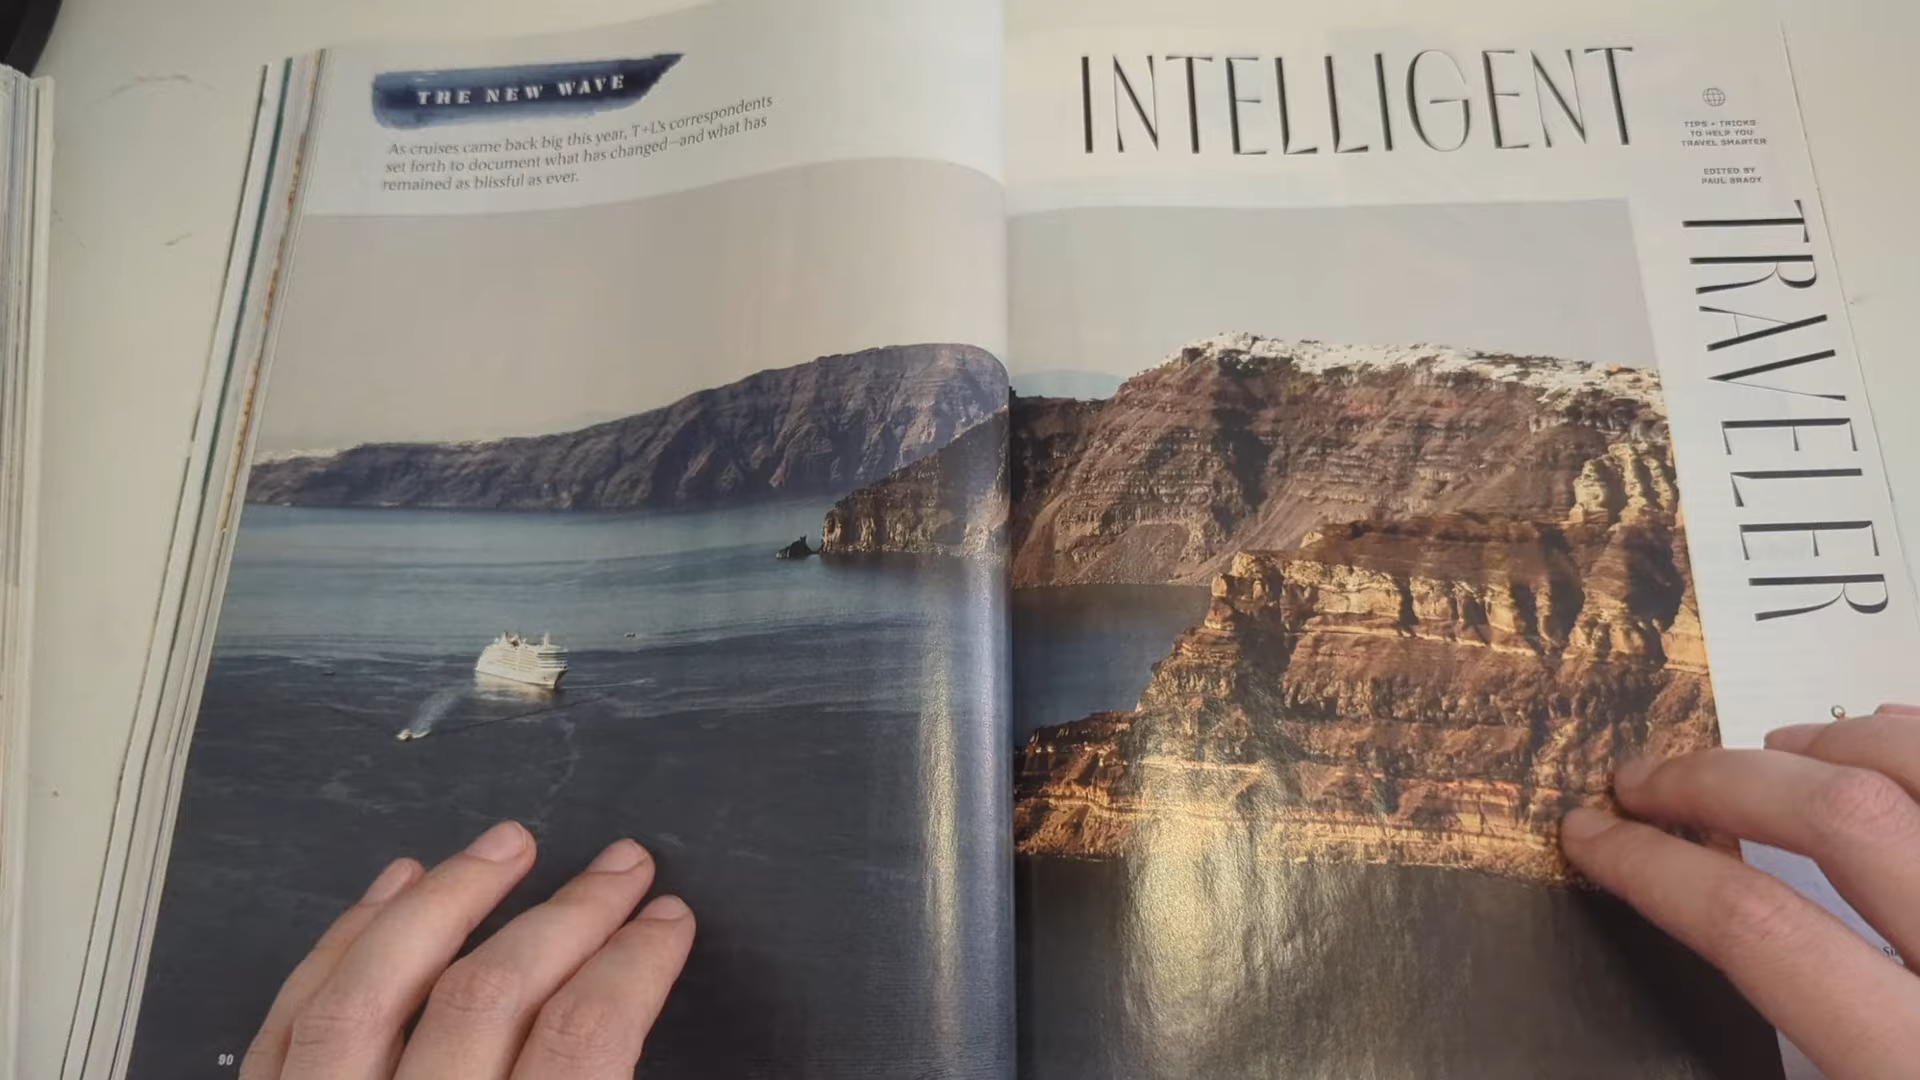 THE NEW WAVE
As cruises came back big this year, T+L's correspondents
set forth to document what has changed—and what has
remained as blissful as ever.
INTELLIGENT
TIPS + TRICKS
TO HELP YOU
TRAVEL SMARTER
EDITED BY
PAUL BRADY
TRAVELER
90